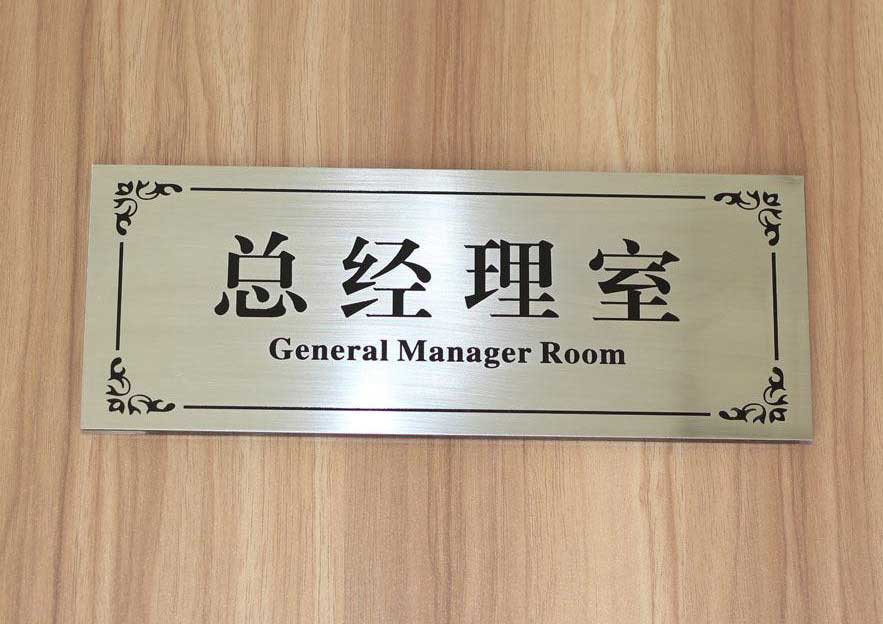 总经理室
General Manager Room